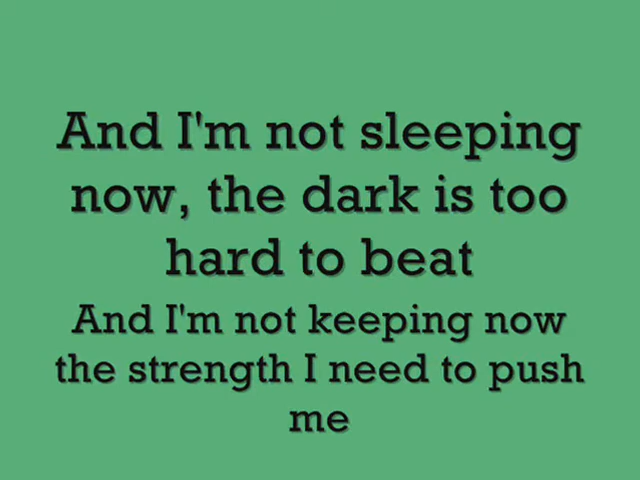 And I'm not sleeping
now, the dark is too
hard to beat
And I'm not keeping now
the strength I need to push
me